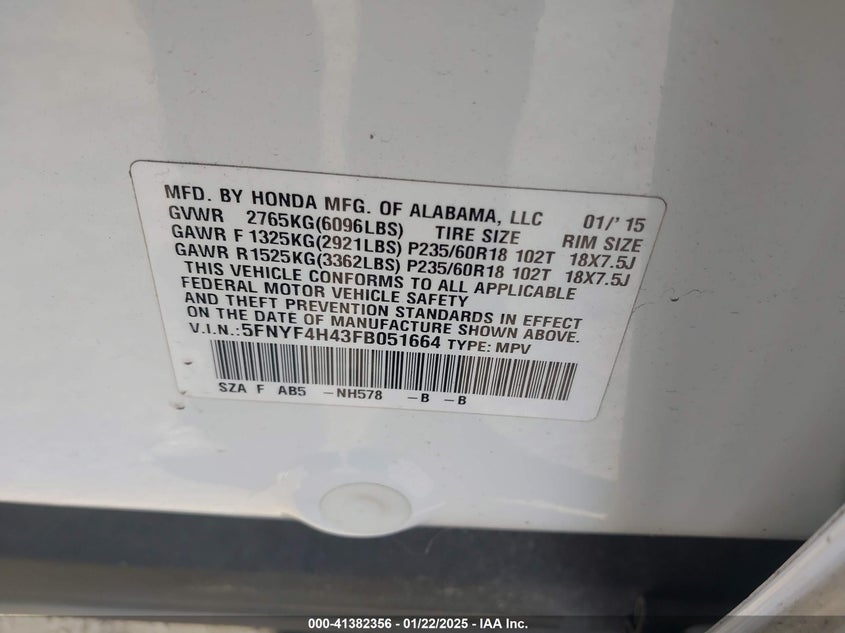 MFD. BY HONDA MFG. OF ALABAMA, LLC 01/'15
GVWR 2765KG(6096LBS) TIRE SIZE RIM SIZE
GAWR F 1325KG(2921LBS) P235/60R18 102T 18X7.5J
GAWR R 1525KG(3362LBS) P235/60R18 102T 18X7.5J
THIS VEHICLE CONFORMS TO ALL APPLICABLE
FEDERAL MOTOR VEHICLE SAFETY
AND THEFT PREVENTION STANDARDS IN EFFECT
ON THE DATE OF MANUFACTURE SHOWN ABOVE.
V.I.N.:5FNYF4H43FB051664 TYPE: MPV
SZA F AB5 -NH578 -B -B
000-41382356 - 01/22/2025 - IAA Inc.